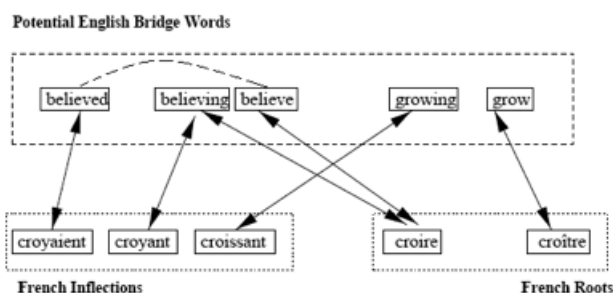 Potential English Bridge Words
believed believing believe growing grow
croyaient croyant croissant croire croître
French Inflections French Roots